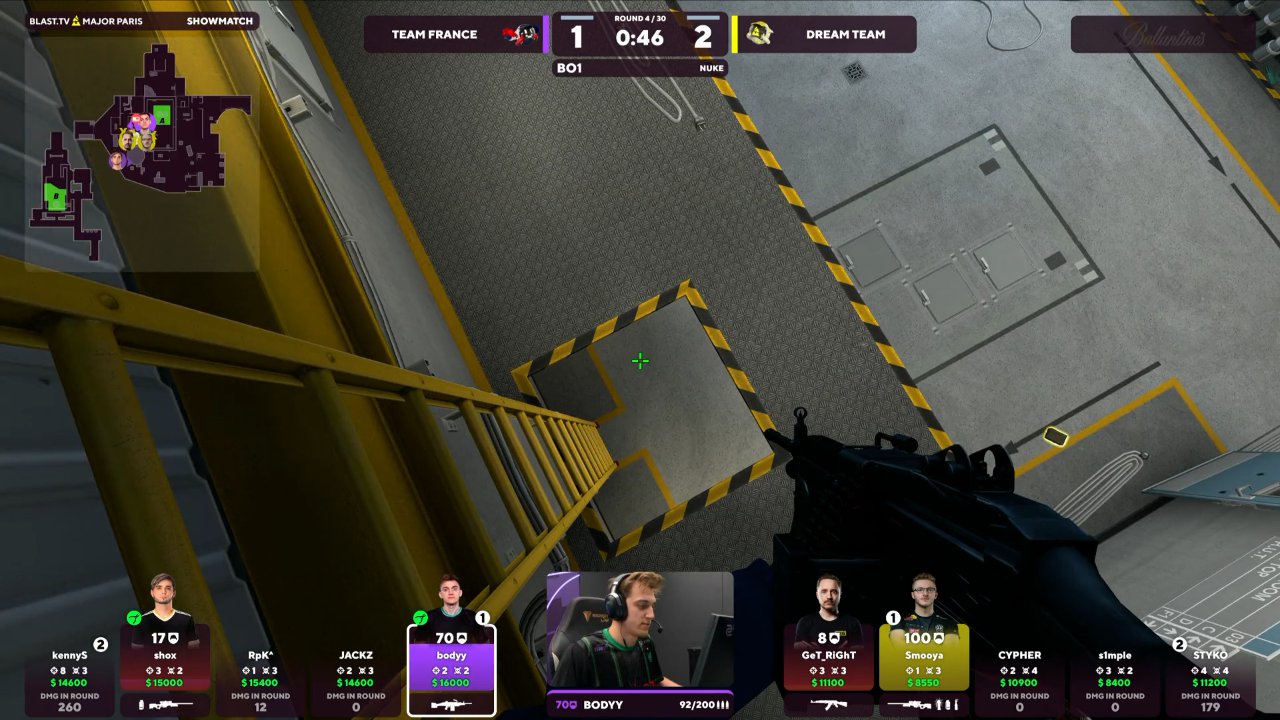 BLAST.TV MAJOR PARIS
SHOWMATCH
TEAM FRANCE
1
ROUND 4 / 30
0:46
2
DREAM TEAM
Ballantine's
BO1
NUKE
A
B
kennyS
2
8 3
$ 14600
DMG IN ROUND
260
17
shox
3 2
$ 15000
RpK^
1 3
$ 15400
DMG IN ROUND
12
JACKZ
2 3
$ 14600
DMG IN ROUND
0
1
70
bodyy
2 2
$ 16000
70 BODYY
92/200
8
GeT_RiGhT
3 3
$ 11100
1
100
Smooya
1 3
$ 8550
CYPHER
2 4
$ 10900
DMG IN ROUND
0
s1mple
3 2
$ 8400
DMG IN ROUND
0
2
STYKO
4 4
$ 11200
DMG IN ROUND
179